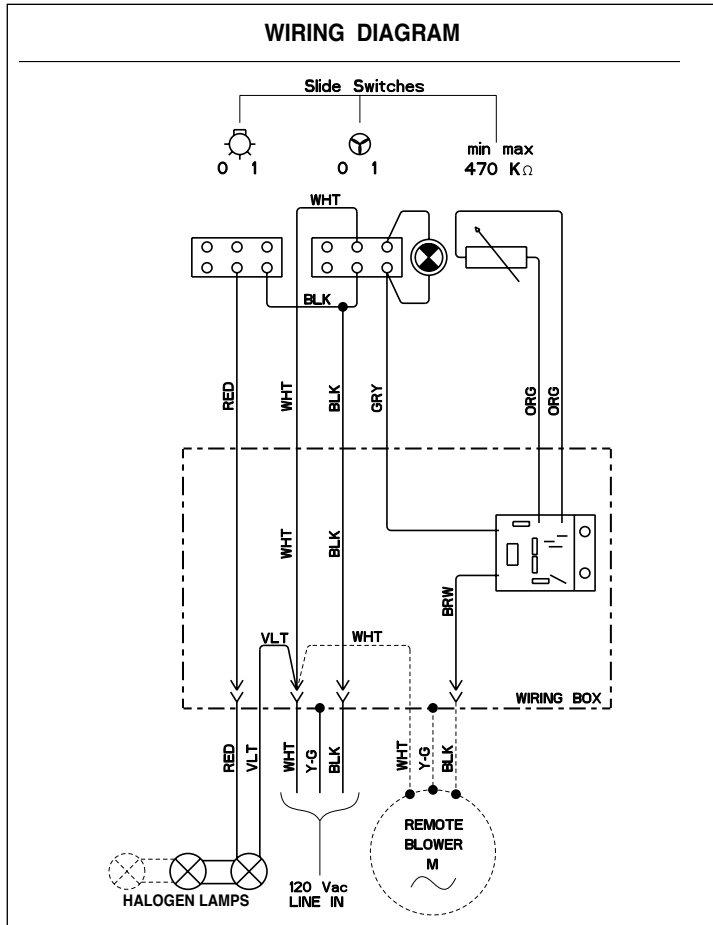 WIRING DIAGRAM
Slide Switches
0 1
0 1
min max
470 KΩ
WHT
BLK
RED
WHT
BLK
GRY
ORG
ORG
WHT
BLK
BRW
VLT
WHT
WIRING BOX
RED
VLT
WHT
Y-G
BLK
WHT
Y-G
BLK
REMOTE
BLOWER
M
HALOGEN LAMPS
120 Vac
LINE IN